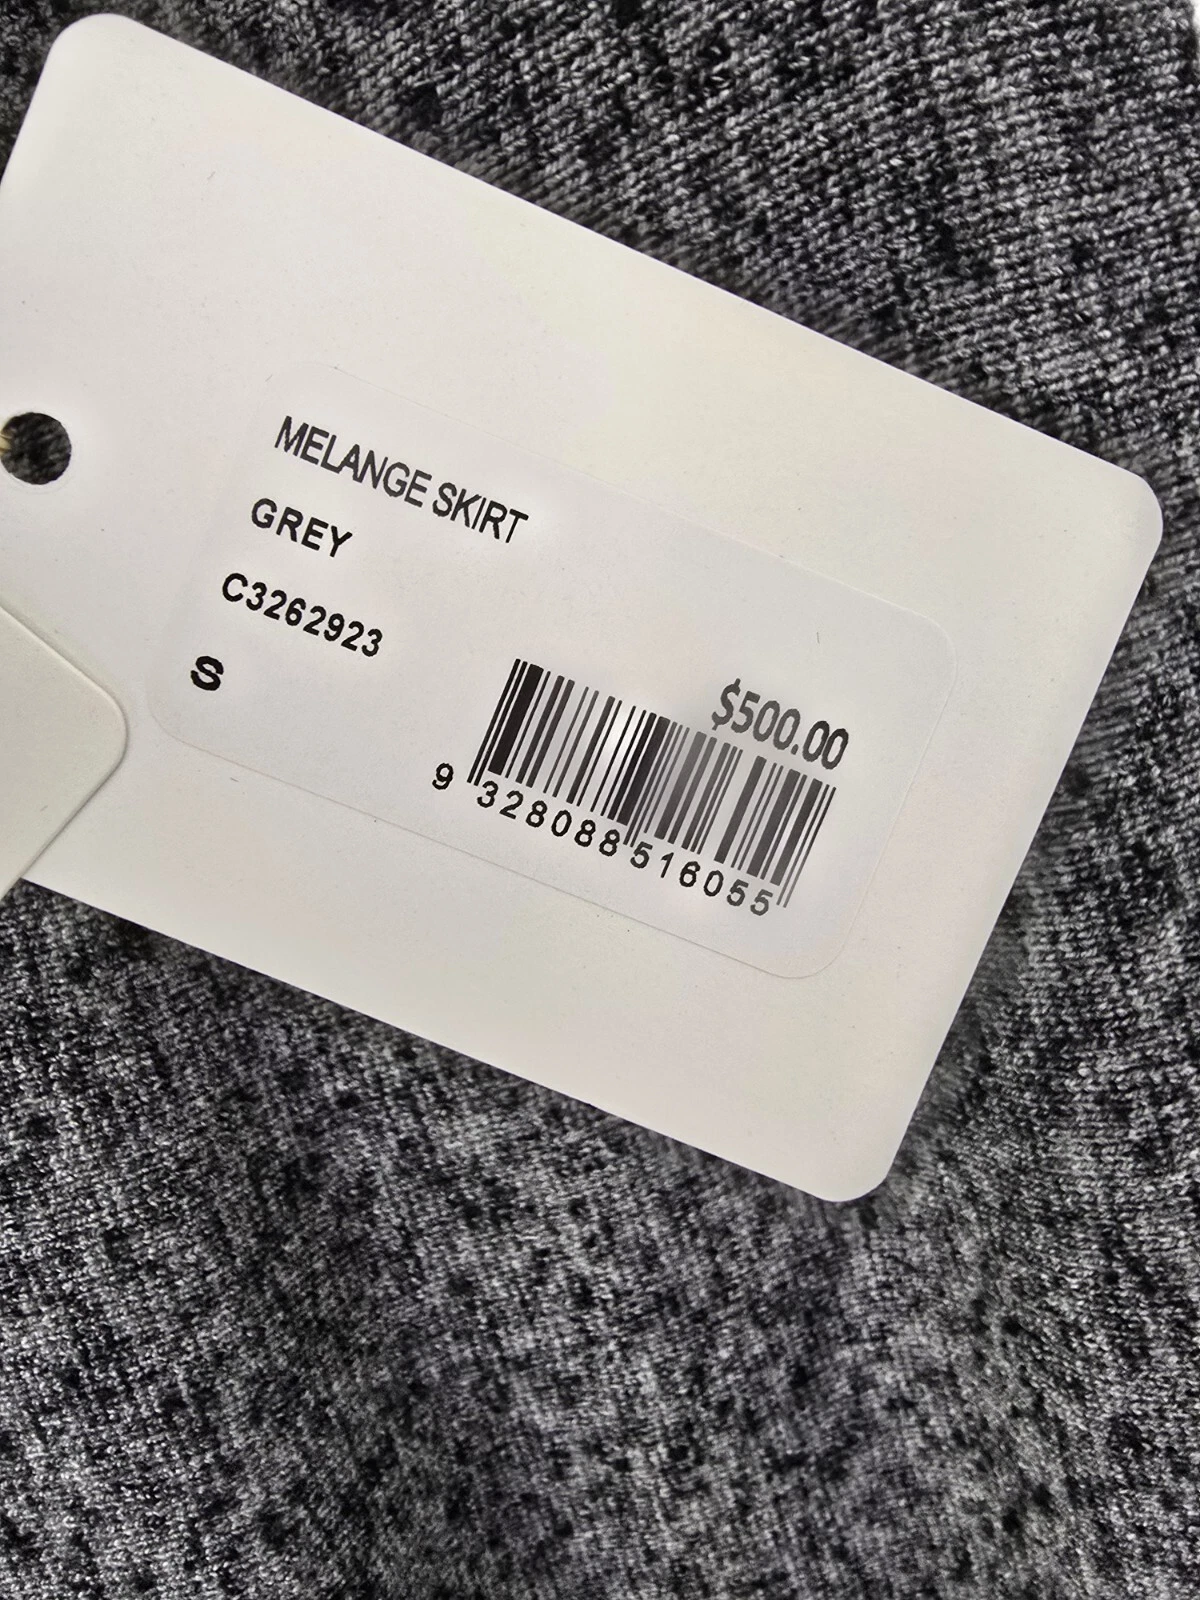 MELANGE SKIRT
GREY
C3262923
S
$500.00
9 328088 516055